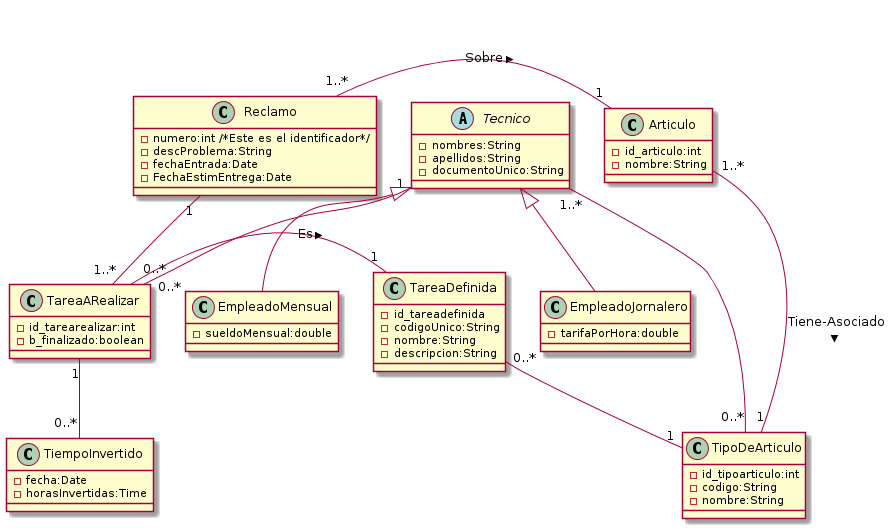 Sobre
1..*
1
C Reclamo
numero:int /*Este es el identificador*/
descProblema:String
fechaEntrada:Date
FechaEstimEntrega:Date
A Tecnico
nombres:String
apellidos:String
documentoUnico:String
C Articulo
id_articulo:int
nombre:String
1..*
1
1
1..*
Es
1
1..*
0..*
0..*
C TareaARealizar
id_tarearealizar:int
b_finalizado:boolean
C EmpleadoMensual
sueldoMensual:double
C TareaDefinida
id_tareadefinida
codigoUnico:String
nombre:String
descripcion:String
C EmpleadoJornalero
tarifaPorHora:double
Tiene-Asociado
0..*
1
1
0..*
0..*
1
C TiempoInvertido
fecha:Date
horasInvertidas:Time
C TipoDeArticulo
id_tipoarticulo:int
codigo:String
nombre:String